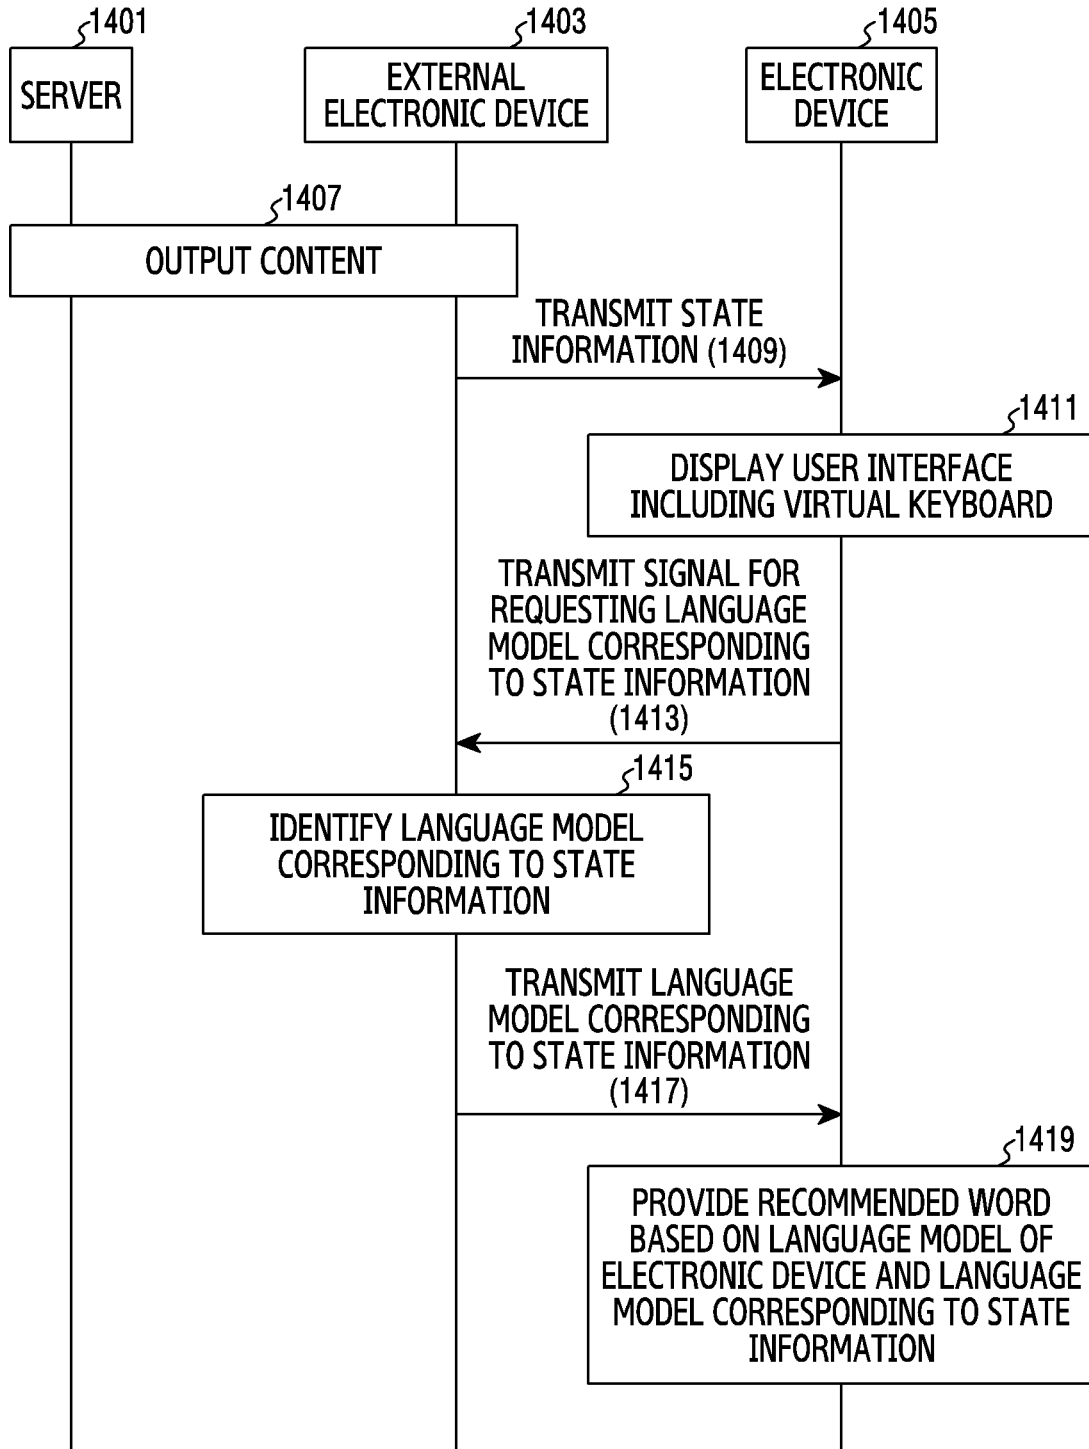 1401
1403
1405
SERVER
EXTERNAL
ELECTRONIC DEVICE
ELECTRONIC
DEVICE
1407
OUTPUT CONTENT
TRANSMIT STATE
INFORMATION (1409)
1411
DISPLAY USER INTERFACE
INCLUDING VIRTUAL KEYBOARD
TRANSMIT SIGNAL FOR
REQUESTING LANGUAGE
MODEL CORRESPONDING
TO STATE INFORMATION
(1413)
1415
IDENTIFY LANGUAGE MODEL
CORRESPONDING TO STATE
INFORMATION
TRANSMIT LANGUAGE
MODEL CORRESPONDING
TO STATE INFORMATION
(1417)
1419
PROVIDE RECOMMENDED WORD
BASED ON LANGUAGE MODEL OF
ELECTRONIC DEVICE AND LANGUAGE
MODEL CORRESPONDING TO STATE
INFORMATION